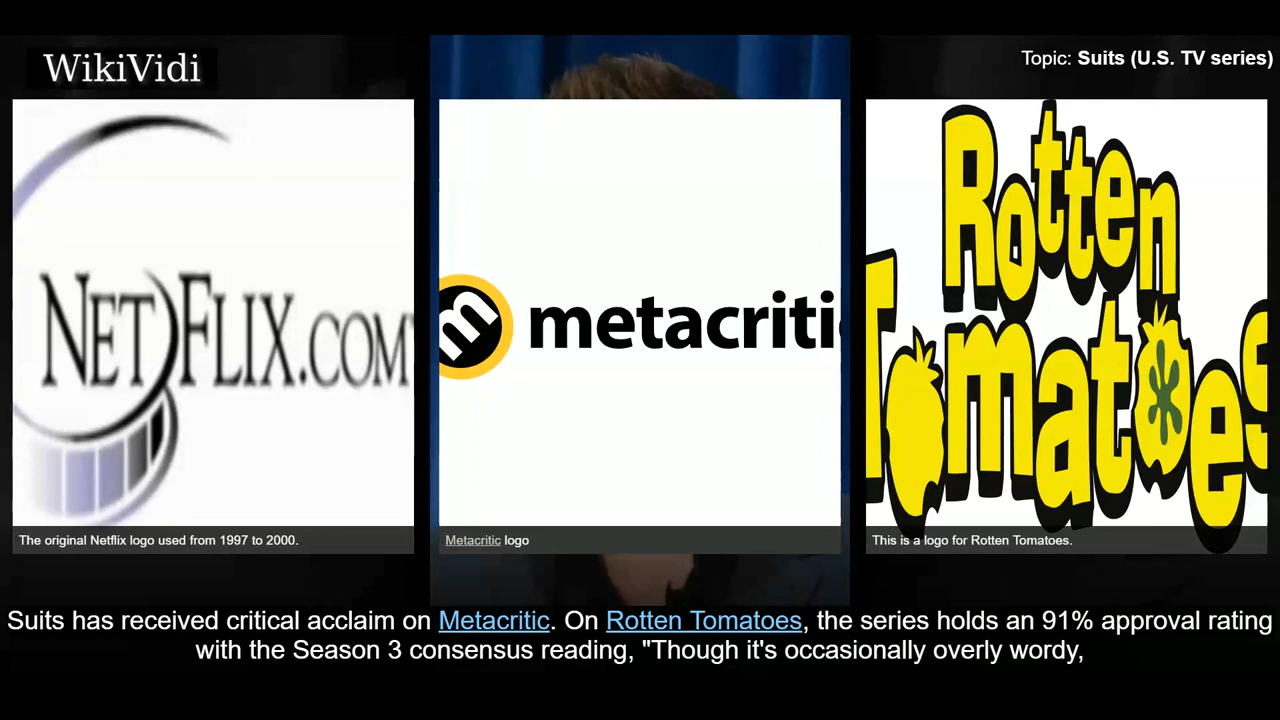 WikiVidi
Topic: Suits (U.S. TV series)
NETFLIX.COM
metacriti
Rotten
Tomatoes
The original Netflix logo used from 1997 to 2000.
Metacritic logo
This is a logo for Rotten Tomatoes.
Suits has received critical acclaim on Metacritic. On Rotten Tomatoes, the series holds an 91% approval rating
with the Season 3 consensus reading, "Though it's occasionally overly wordy,